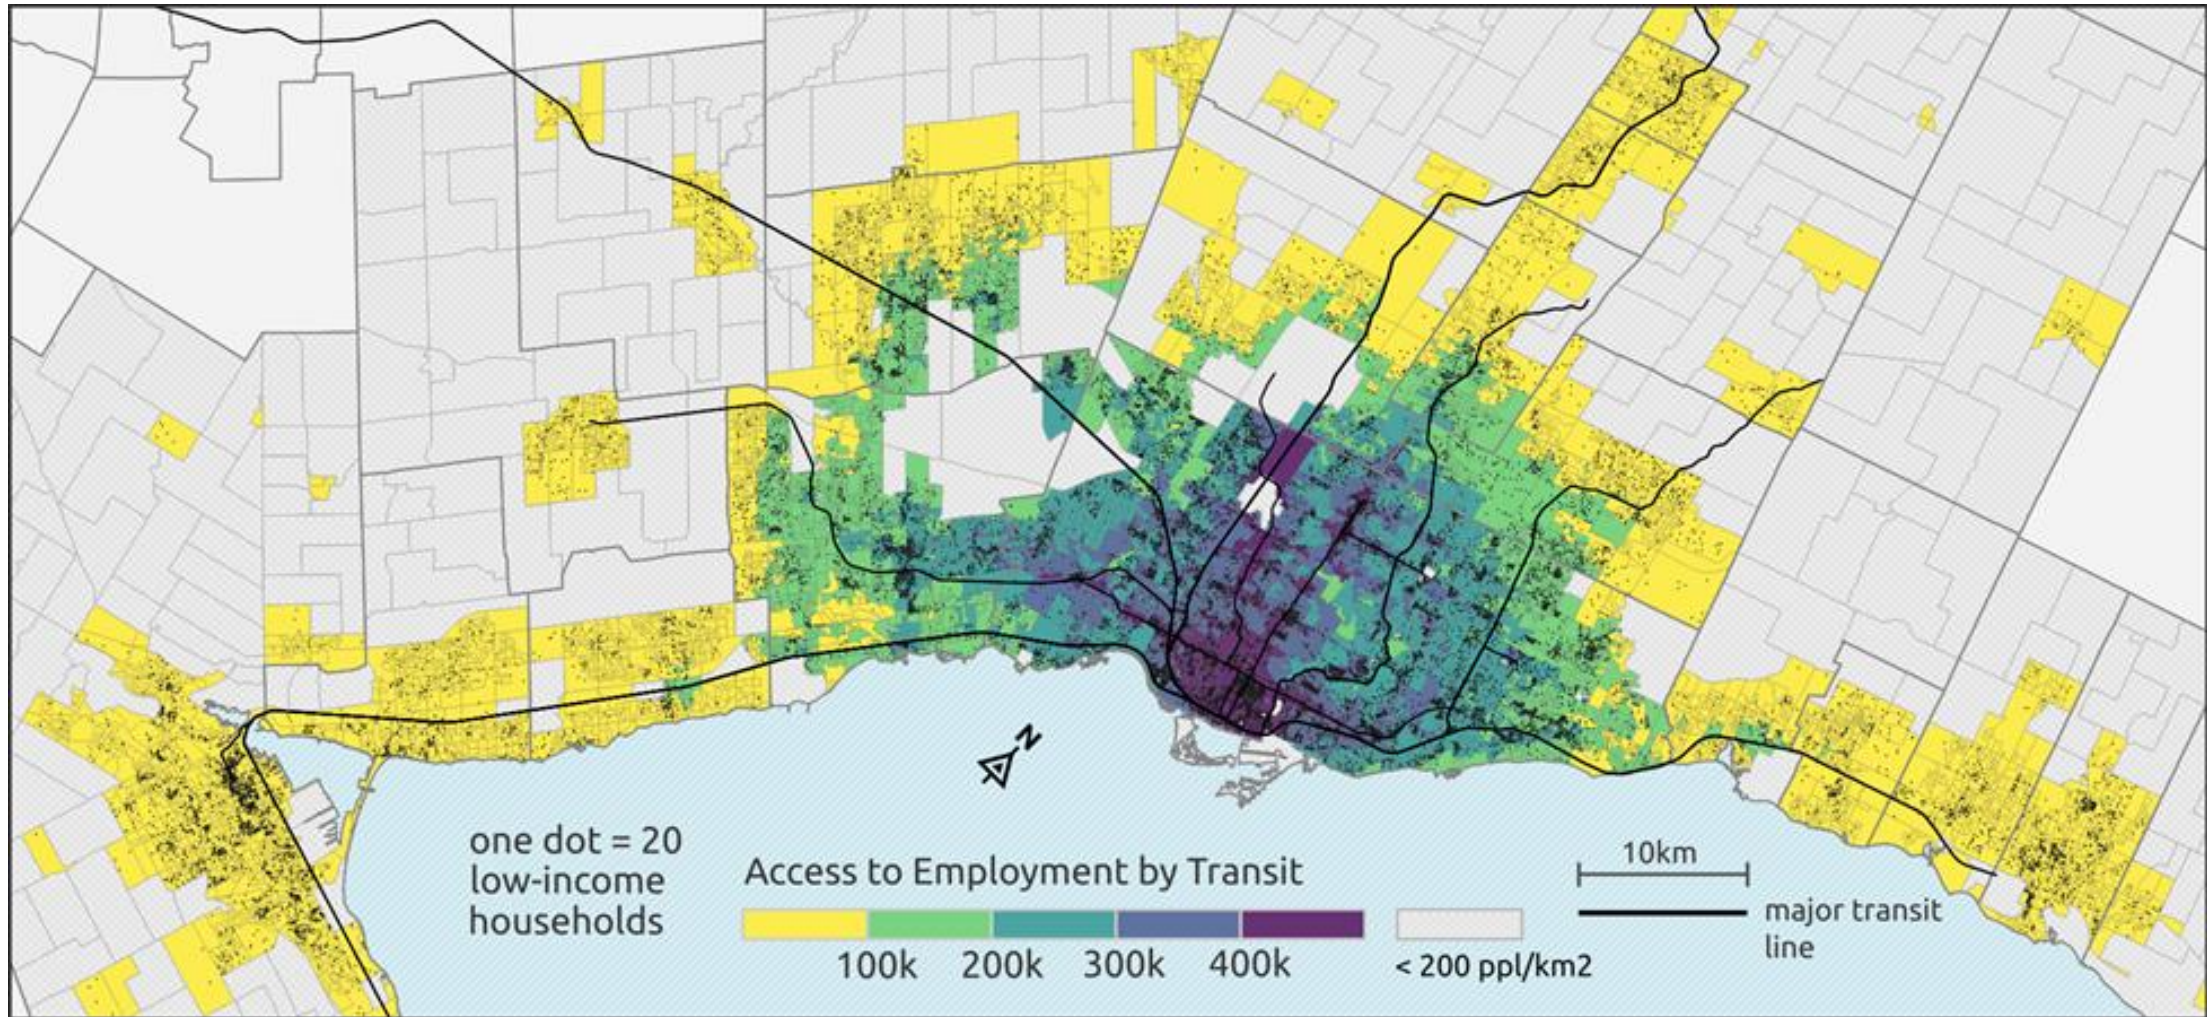 N
one dot = 20
low-income
households
Access to Employment by Transit
100k 200k 300k 400k
< 200 ppl/km2
10km
major transit
line